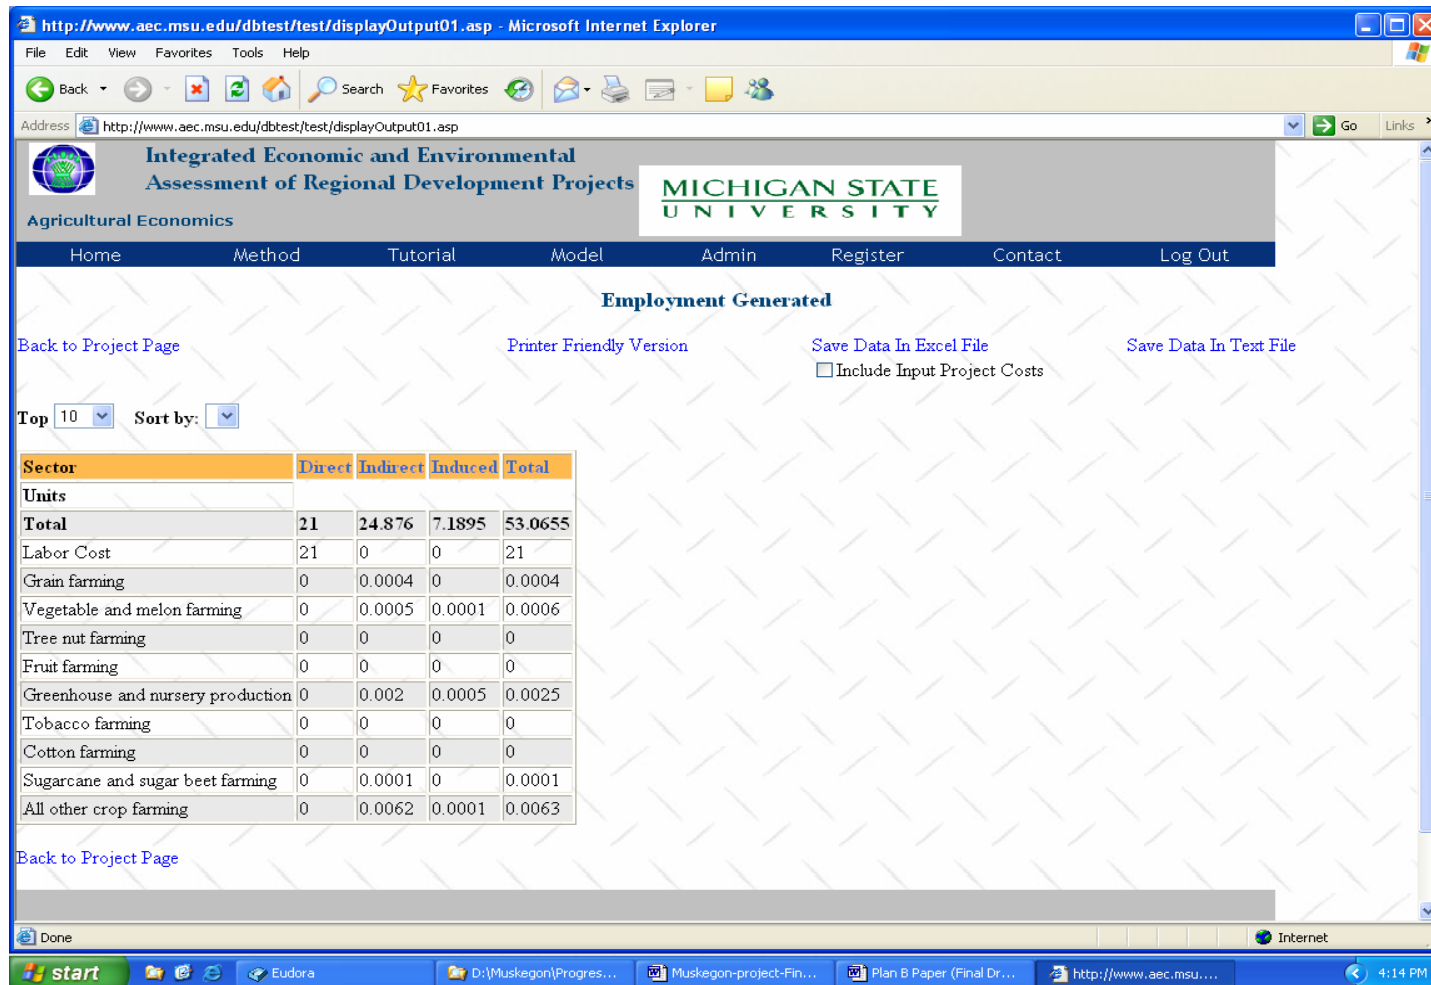 http://www.aec.msu.edu/dbtest/test/displayOutput01.asp - Microsoft Internet Explorer
File Edit View Favorites Tools Help
Back Search Favorites
Address http://www.aec.msu.edu/dbtest/test/displayOutput01.asp Go Links
Integrated Economic and Environmental
Assessment of Regional Development Projects
MICHIGAN STATE
UNIVERSITY
Agricultural Economics
Home Method Tutorial Model Admin Register Contact Log Out
Employment Generated
Back to Project Page Printer Friendly Version Save Data In Excel File Save Data In Text File
Include Input Project Costs
Top 10 Sort by:
Sector Direct Indirect Induced Total
Units
Total 21 24.876 7.1895 53.0655
Labor Cost 21 0 0 21
Grain farming 0 0.0004 0 0.0004
Vegetable and melon farming 0 0.0005 0.0001 0.0006
Tree nut farming 0 0 0 0
Fruit farming 0 0 0 0
Greenhouse and nursery production 0 0.002 0.0005 0.0025
Tobacco farming 0 0 0 0
Cotton farming 0 0 0 0
Sugarcane and sugar beet farming 0 0.0001 0 0.0001
All other crop farming 0 0.0062 0.0001 0.0063
Back to Project Page
Done Internet
start Eudora D:\Muskegon\Progres... Muskegon-project-Fin... Plan B Paper (Final Dr... http://www.aec.msu.... 4:14 PM